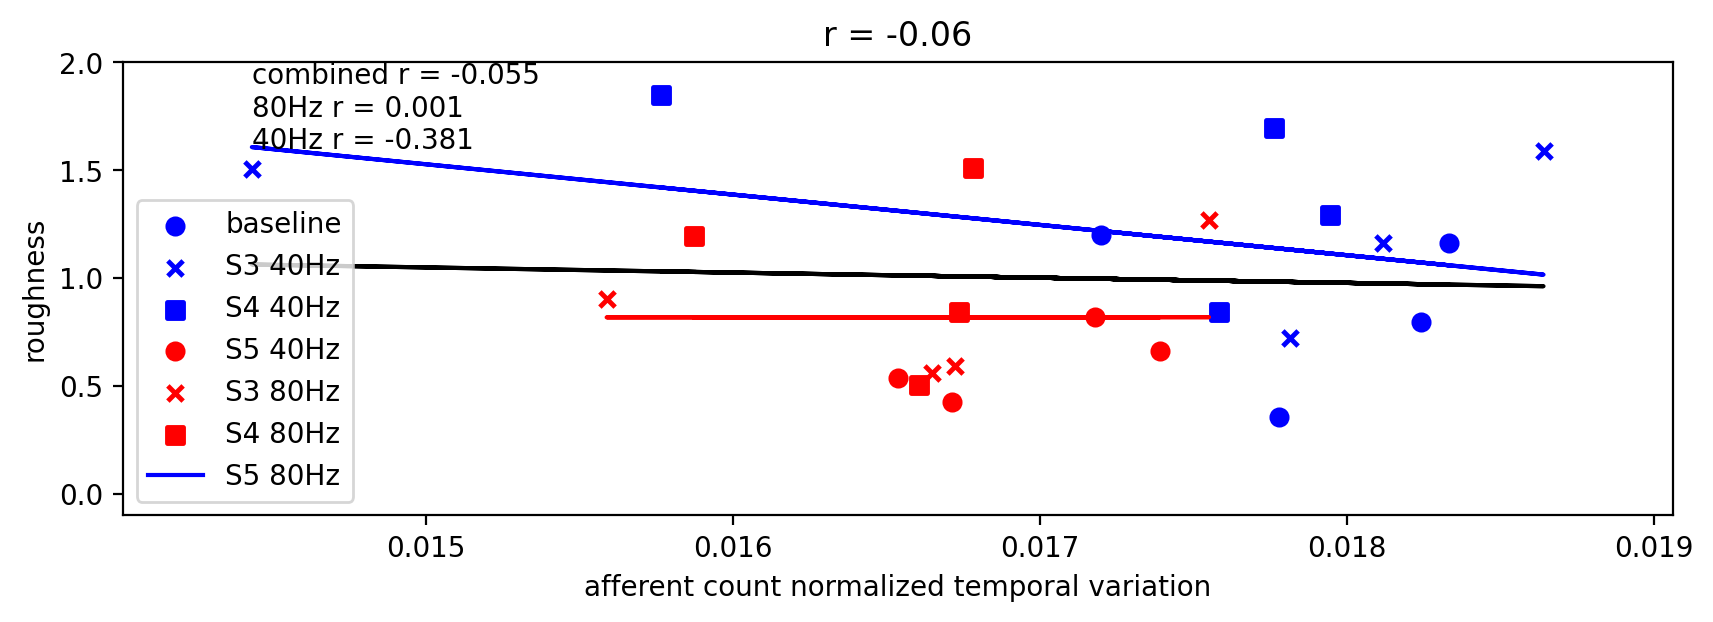 r = -0.06
combined r = -0.055
80Hz r = 0.001
40Hz r = -0.381
2.0
1.5
1.0
0.5
0.0
roughness
baseline
S3 40Hz
S4 40Hz
S5 40Hz
S3 80Hz
S4 80Hz
S5 80Hz
0.015 0.016 0.017 0.018 0.019
afferent count normalized temporal variation